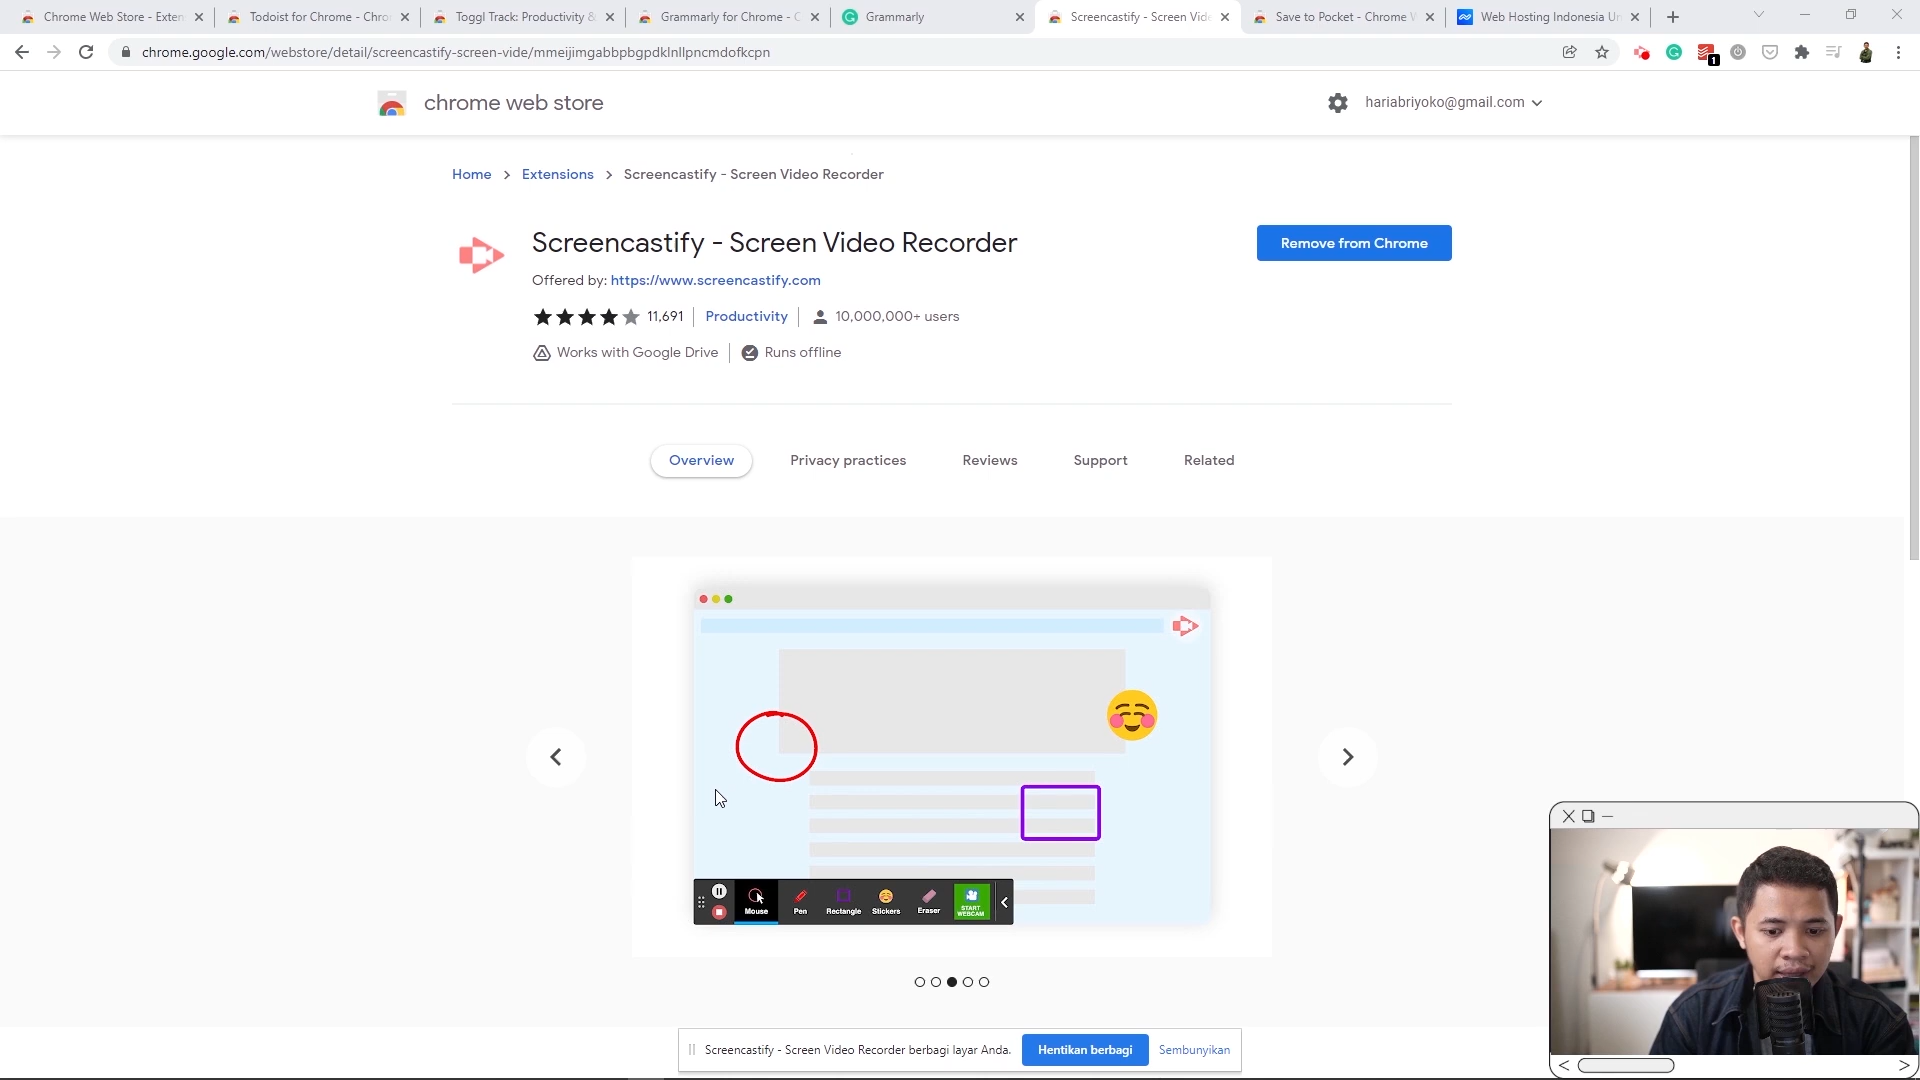 Chrome Web Store - Exten
Todoist for Chrome - Chro
Toggl Track: Productivity &
Grammarly for Chrome - C
Grammarly
Screencastify - Screen Vide
Save to Pocket - Chrome W
Web Hosting Indonesia Un
chrome.google.com/webstore/detail/screencastify-screen-vide/mmeijimgabbpbgpdklnllpncmdofkcpn
1
chrome web store
hariabriyoko@gmail.com
Home > Extensions > Screencastify - Screen Video Recorder
Screencastify - Screen Video Recorder
Remove from Chrome
Offered by: https://www.screencastify.com
11,691
Productivity
10,000,000+ users
Works with Google Drive
Runs offline
Overview
Privacy practices
Reviews
Support
Related
Mouse
Pen
Rectangle
Stickers
Eraser
START
WEBCAM
Screencastify - Screen Video Recorder berbagi layar Anda.
Hentikan berbagi
Sembunyikan